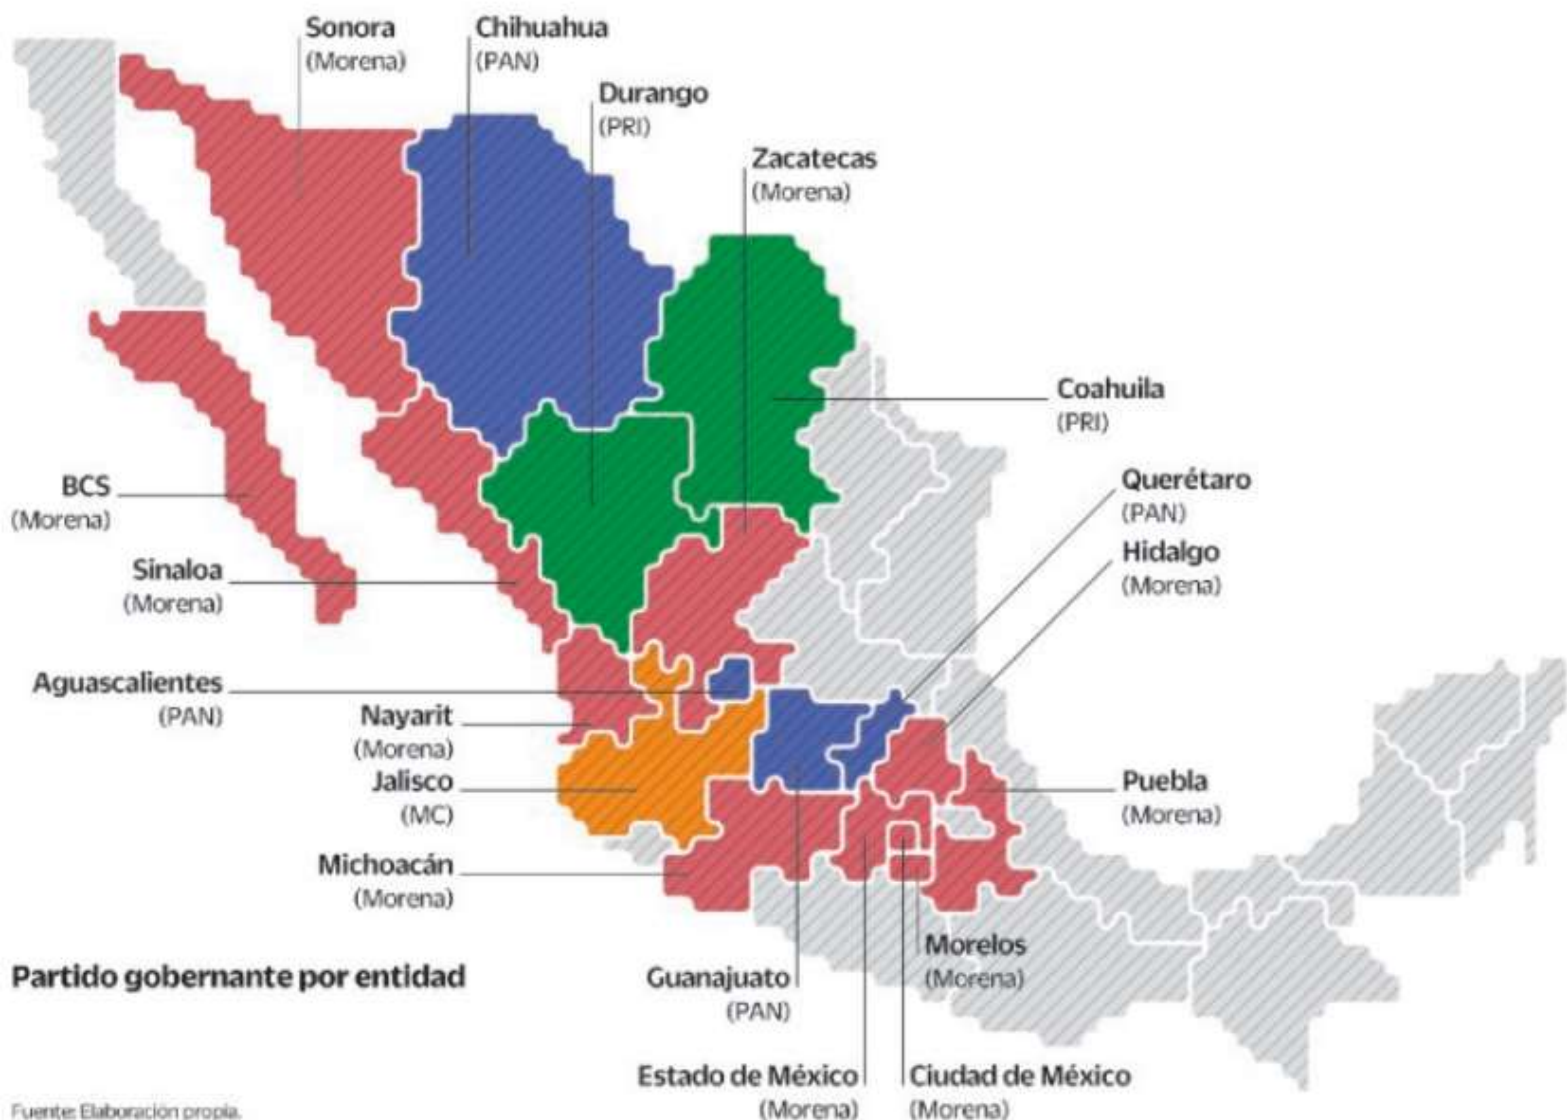 Sonora
(Morena)
Chihuahua
(PAN)
Durango
(PRI)
Zacatecas
(Morena)
Coahuila
(PRI)
Querétaro
(PAN)
Hidalgo
(Morena)
BCS
(Morena)
Sinaloa
(Morena)
Aguascalientes
(PAN)
Nayarit
(Morena)
Jalisco
(MC)
Puebla
(Morena)
Michoacán
(Morena)
Morelos
(Morena)
Partido gobernante por entidad
Guanajuato
(PAN)
Estado de México
(Morena)
Ciudad de México
(Morena)
Fuente: Elaboración propia.